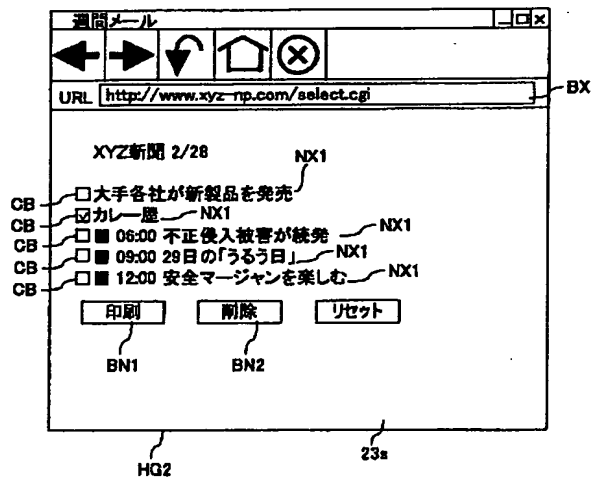 週間メール
URL http://www.xyz-np.com/select.cgi BX
XYZ新聞 2/28 NX1
CB 大手各社が新製品を発売
CB カレー屋 NX1
CB 06:00 不正侵入被害が続発 NX1
CB 09:00 29日の「うるう日」 NX1
CB 12:00 安全マージャンを楽しむ NX1
印刷 削除 リセット
BN1 BN2
HG2 23s